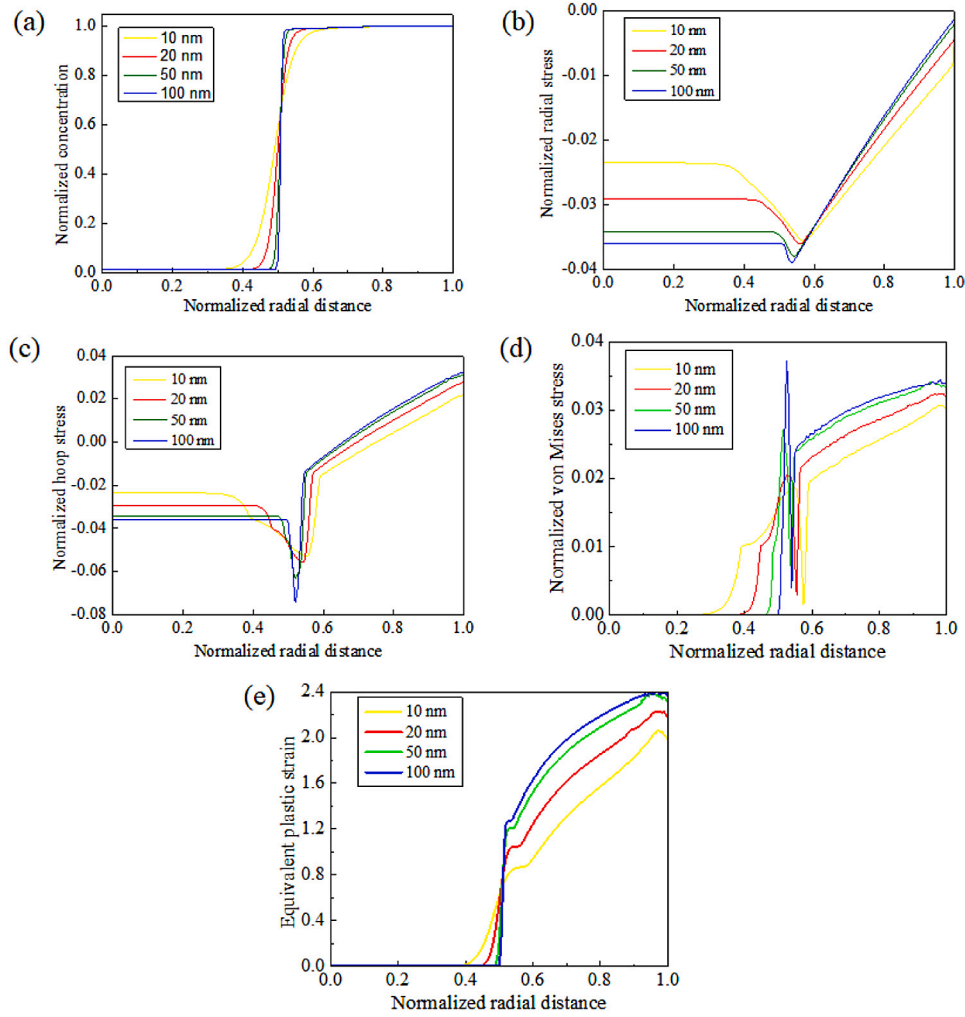 (a)
Normalized concentration
1.0
0.8
0.6
0.4
0.2
0.0
10 nm
20 nm
50 nm
100 nm
0.0 0.2 0.4 0.6 0.8 1.0
Normalized radial distance
(b)
Normalized radial stress
-0.00
-0.01
-0.02
-0.03
-0.04
10 nm
20 nm
50 nm
100 nm
0.0 0.2 0.4 0.6 0.8 1.0
Normalized radial distance
(c)
Normalized hoop stress
0.04
0.02
0.00
-0.02
-0.04
-0.06
-0.08
10 nm
20 nm
50 nm
100 nm
0.0 0.2 0.4 0.6 0.8 1.0
Normalized radial distance
(d)
Normalized von Mises stress
0.04
0.03
0.02
0.01
0.00
10 nm
20 nm
50 nm
100 nm
0.0 0.2 0.4 0.6 0.8 1.0
Normalized radial distance
(e)
Equivalent plastic strain
2.4
2.0
1.6
1.2
0.8
0.4
0.0
10 nm
20 nm
50 nm
100 nm
0.0 0.2 0.4 0.6 0.8 1.0
Normalized radial distance